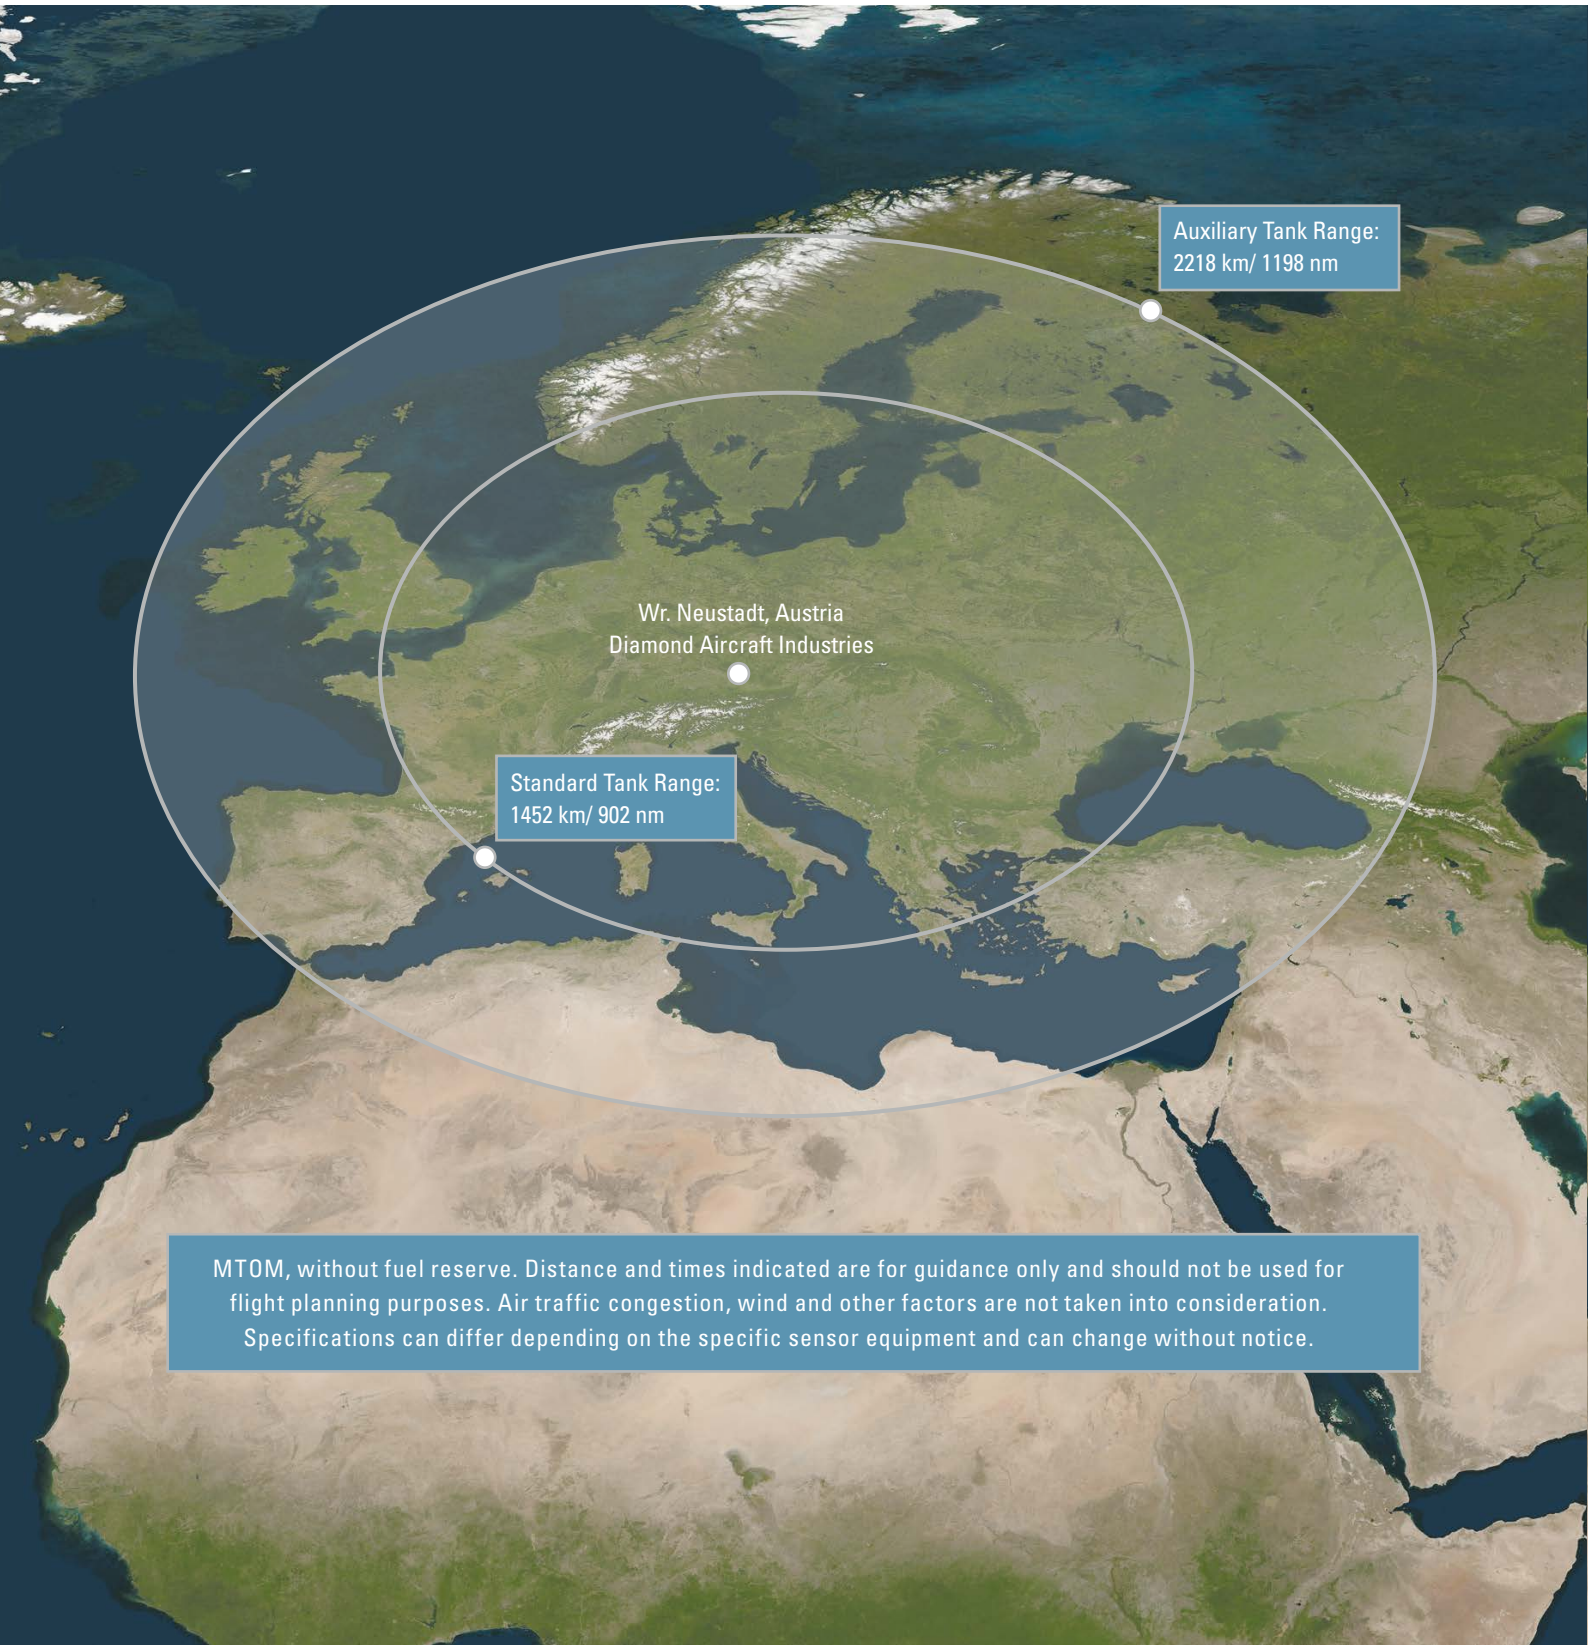 Auxiliary Tank Range:
2218 km/ 1198 nm
Wr. Neustadt, Austria
Diamond Aircraft Industries
Standard Tank Range:
1452 km/ 902 nm
MTOM, without fuel reserve. Distance and times indicated are for guidance only and should not be used for
flight planning purposes. Air traffic congestion, wind and other factors are not taken into consideration.
Specifications can differ depending on the specific sensor equipment and can change without notice.